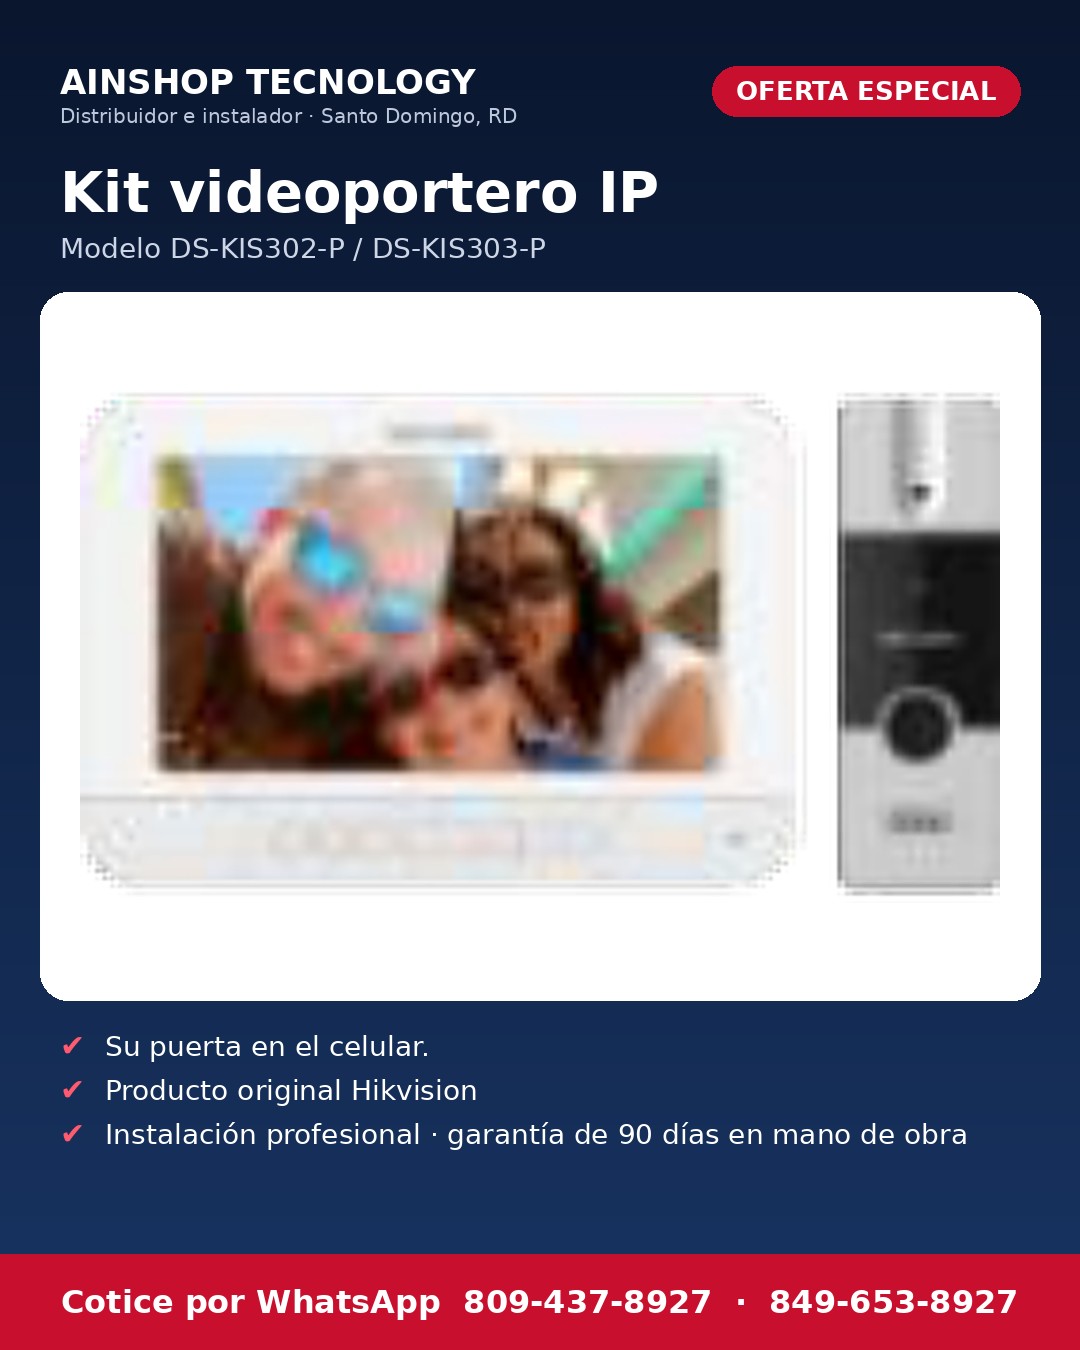 AINSHOP TECNOLOGY
Distribuidor e instalador · Santo Domingo, RD
OFERTA ESPECIAL
Kit videoportero IP
Modelo DS-KIS302-P / DS-KIS303-P
✔ Su puerta en el celular.
✔ Producto original Hikvision
✔ Instalación profesional · garantía de 90 días en mano de obra
Cotice por WhatsApp 809-437-8927 · 849-653-8927